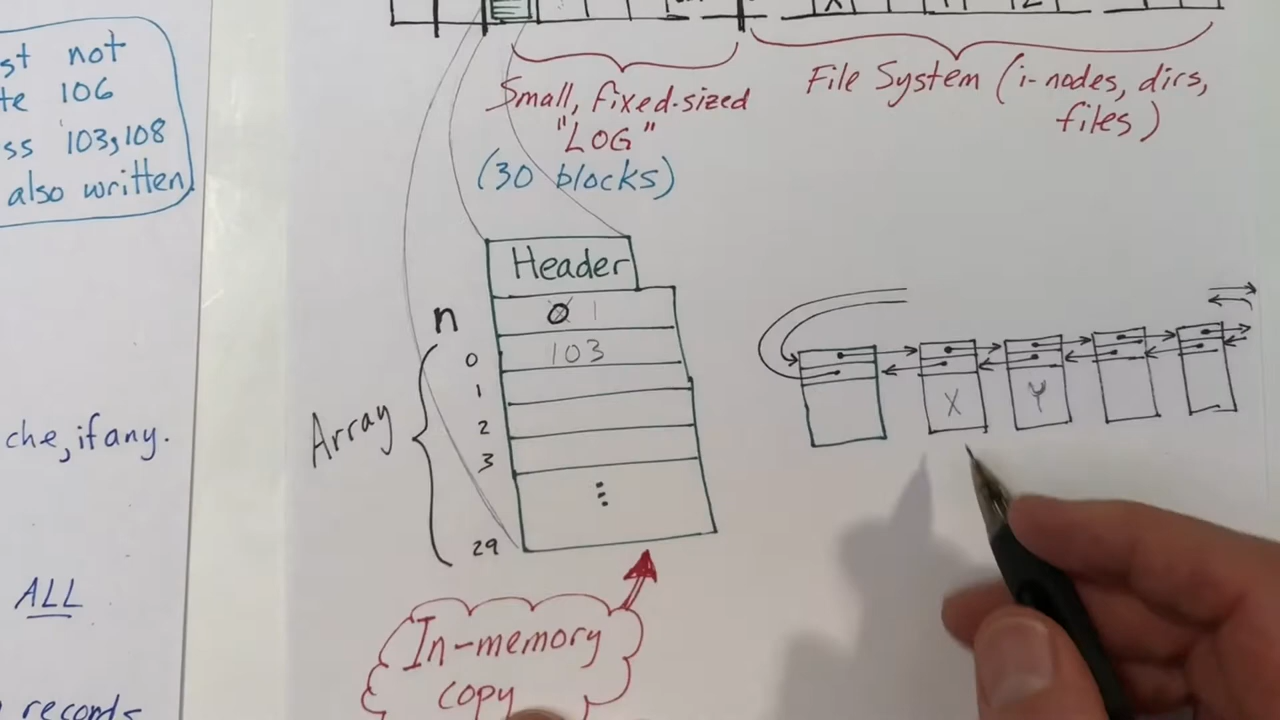 st not
te 106
ss 103,108
also written
che, if any.
ALL
records
Small, fixed-sized
"LOG"
(30 blocks)
File System (i-nodes, dirs,
files)
Header
n
0 1
0
103
1
2
3
29
Array
In-memory
copy
X
Y